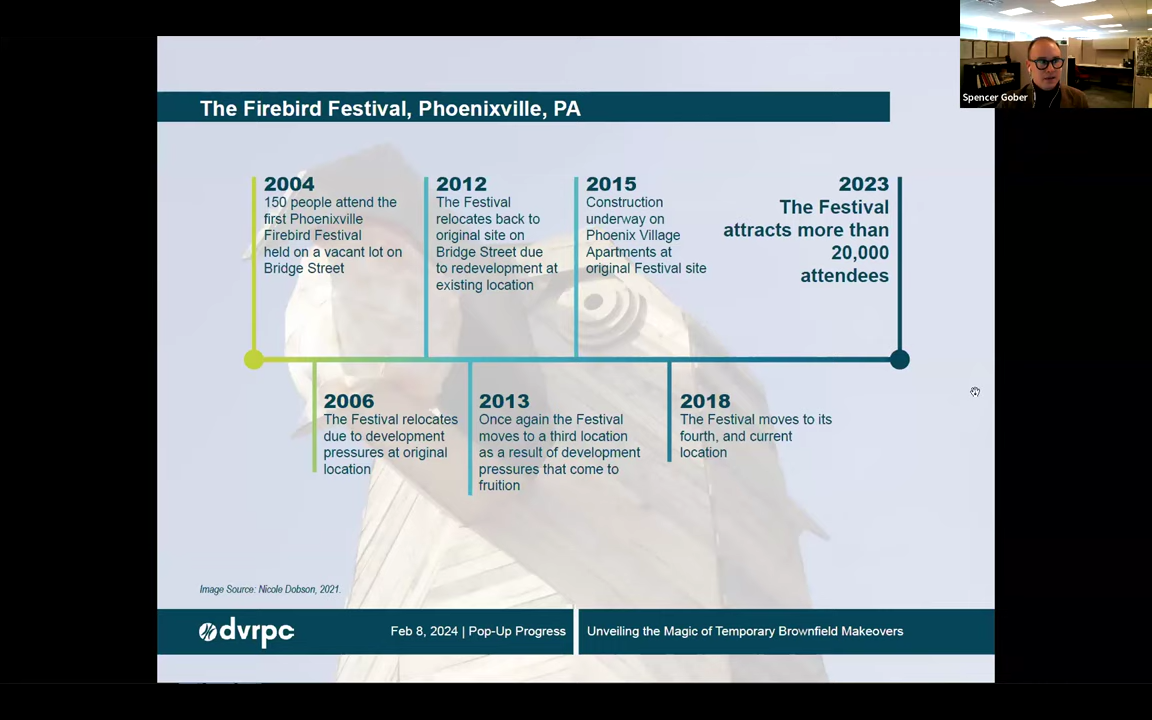 Spencer Gober
The Firebird Festival, Phoenixville, PA
2004
150 people attend the
first Phoenixville
Firebird Festival
held on a vacant lot on
Bridge Street
2012
The Festival
relocates back to
original site on
Bridge Street due
to redevelopment at
existing location
2015
Construction
underway on
Phoenix Village
Apartments at
original Festival site
2023
The Festival
attracts more than
20,000
attendees
2006
The Festival relocates
due to development
pressures at original
location
2013
Once again the Festival
moves to a third location
as a result of development
pressures that come to
fruition
2018
The Festival moves to its
fourth, and current
location
Image Source: Nicole Dobson, 2021.
dvrpc
Feb 8, 2024 | Pop-Up Progress
Unveiling the Magic of Temporary Brownfield Makeovers